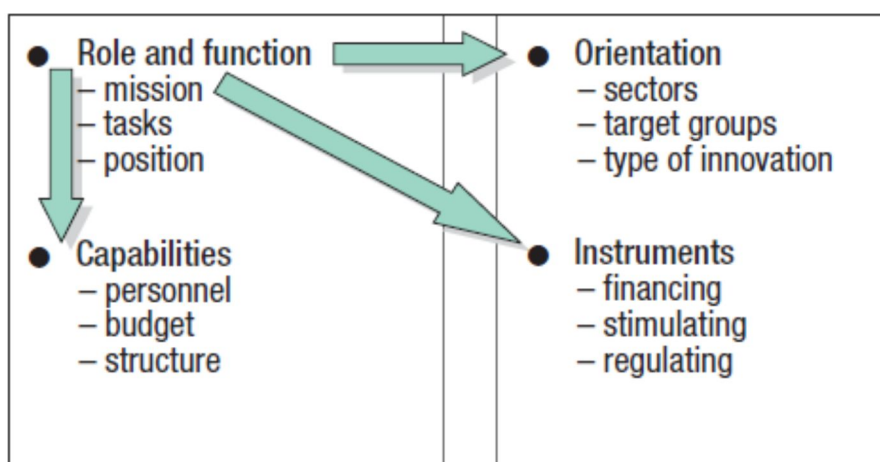 ● Role and function
– mission
– tasks
– position
● Capabilities
– personnel
– budget
– structure
● Orientation
– sectors
– target groups
– type of innovation
● Instruments
– financing
– stimulating
– regulating